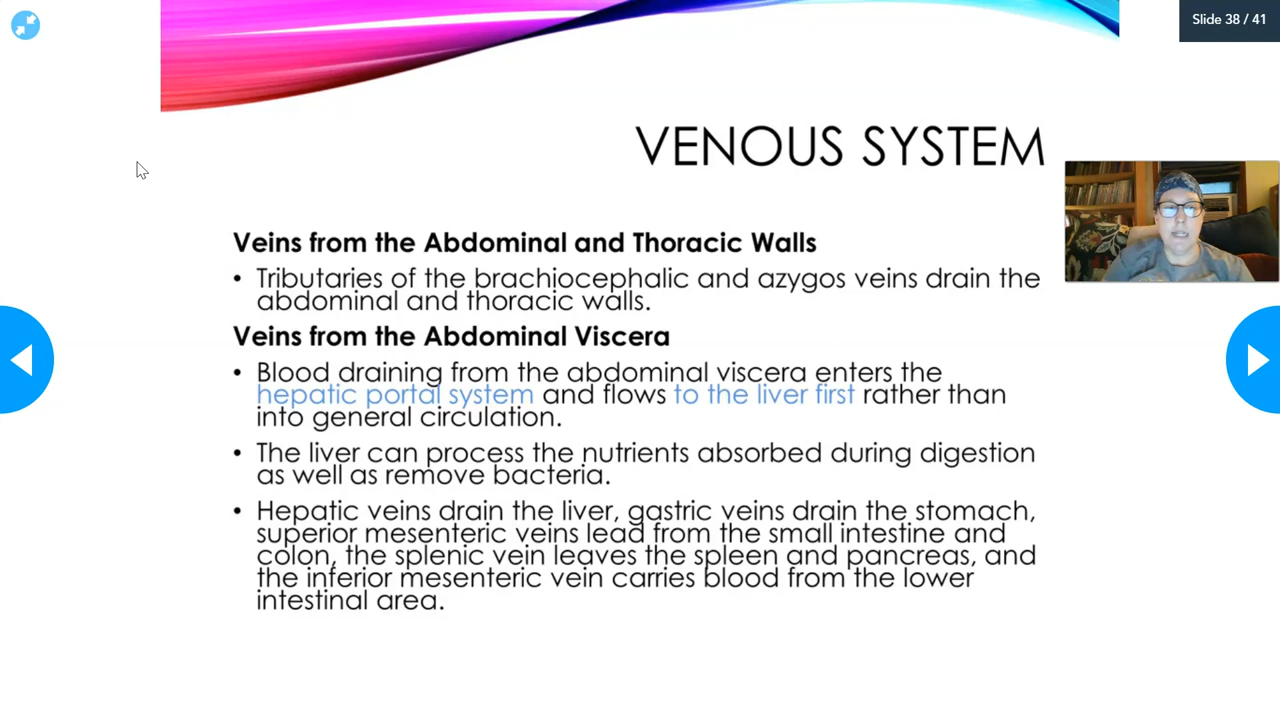 Slide 38 / 41
VENOUS SYSTEM
Veins from the Abdominal and Thoracic Walls
• Tributaries of the brachiocephalic and azygos veins drain the
abdominal and thoracic walls.
Veins from the Abdominal Viscera
• Blood draining from the abdominal viscera enters the
hepatic portal system and flows to the liver first rather than
into general circulation.
• The liver can process the nutrients absorbed during digestion
as well as remove bacteria.
• Hepatic veins drain the liver, gastric veins drain the stomach,
superior mesenteric veins lead from the small intestine and
colon, the splenic vein leaves the spleen and pancreas, and
the inferior mesenteric vein carries blood from the lower
intestinal area.